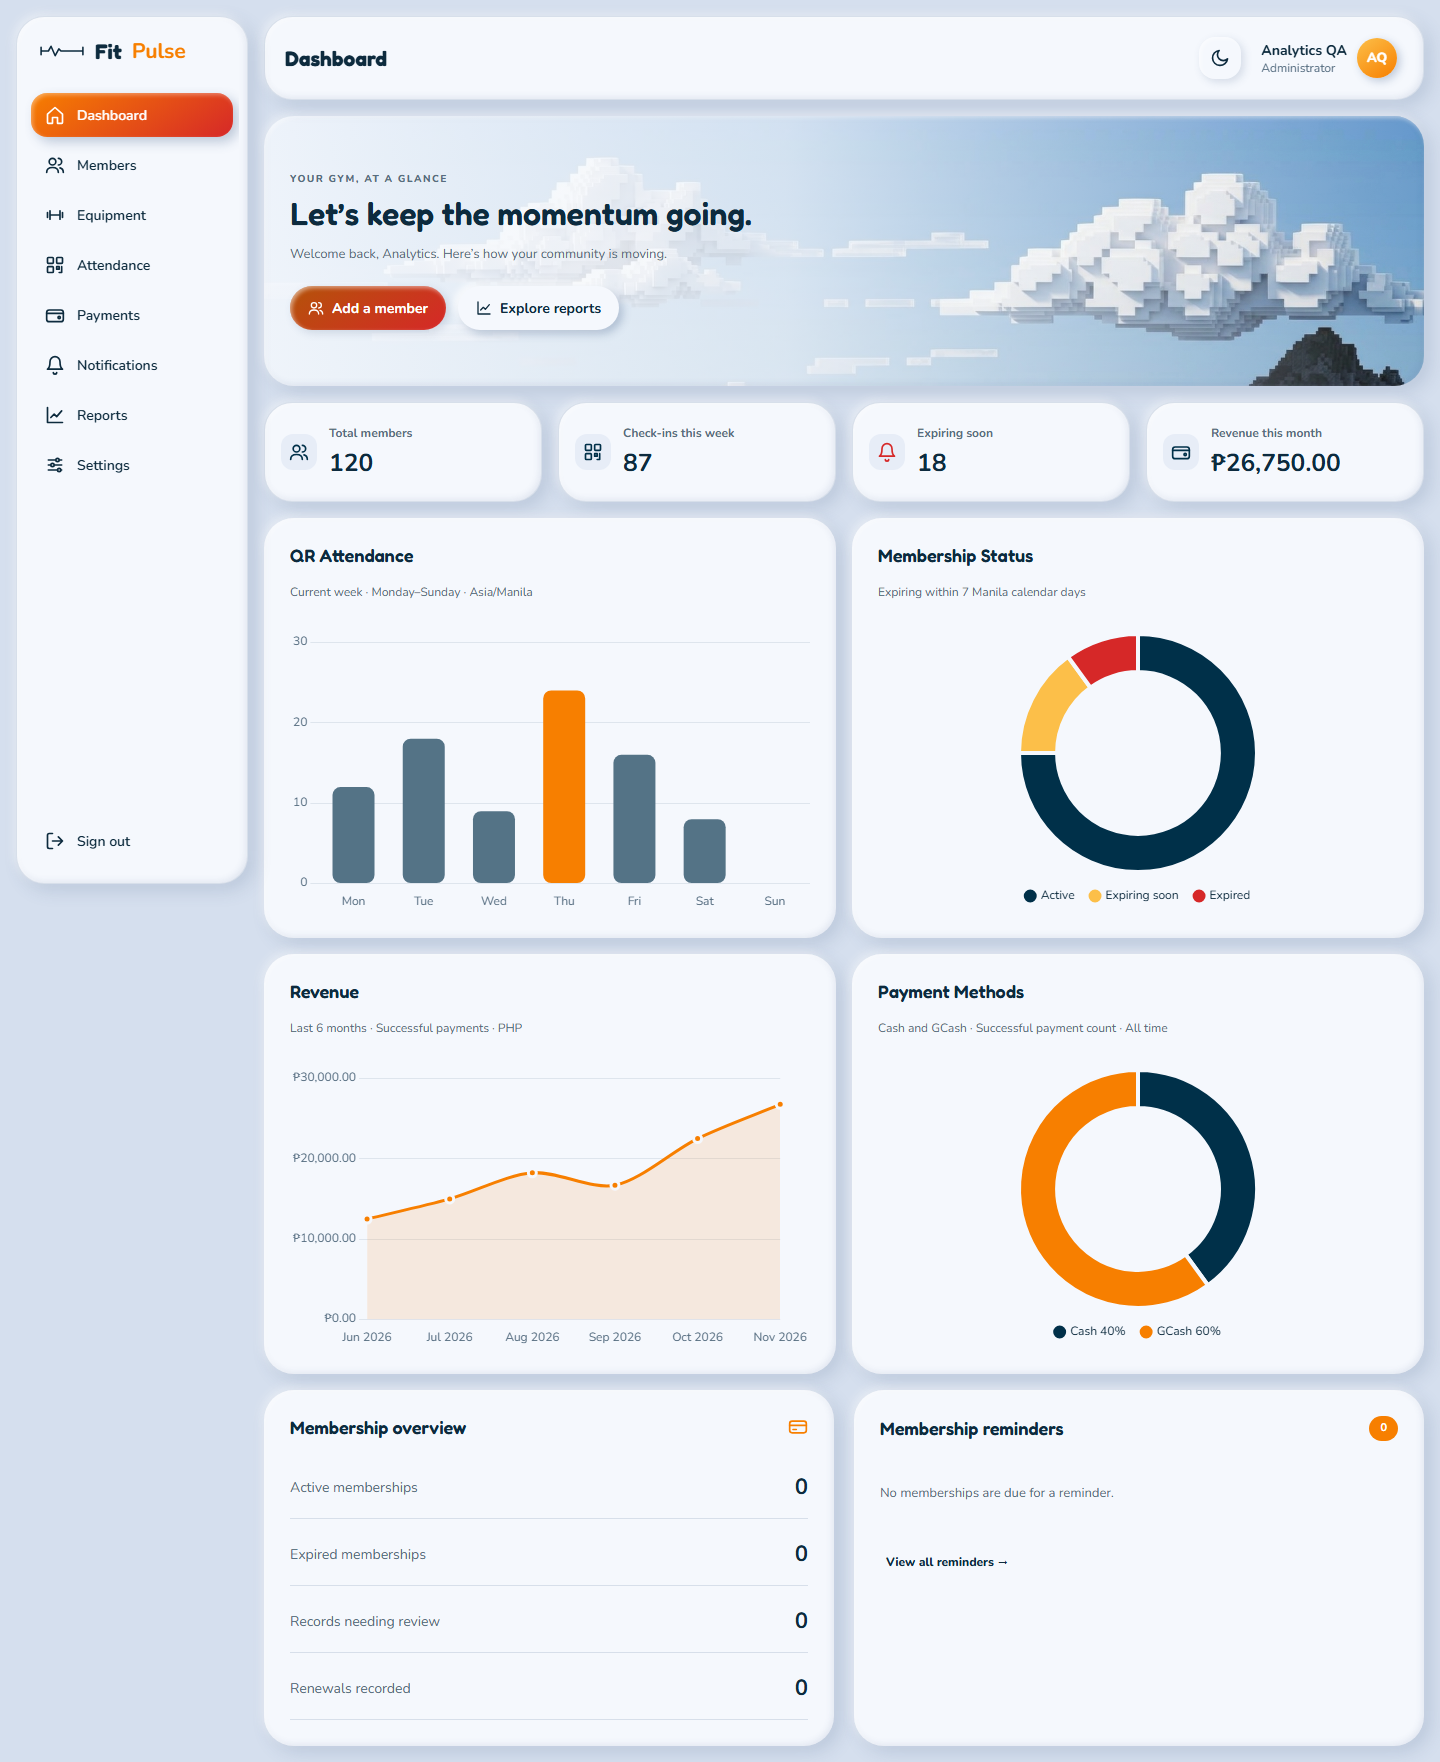 Fit Pulse
Dashboard
Members
Equipment
Attendance
Payments
Notifications
Reports
Settings
Sign out
Dashboard
Analytics QA
Administrator
AQ
YOUR GYM, AT A GLANCE
Let’s keep the momentum going.
Welcome back, Analytics. Here’s how your community is moving.
Add a member
Explore reports
Total members
120
Check-ins this week
87
Expiring soon
18
Revenue this month
₱26,750.00
QR Attendance
Current week · Monday–Sunday · Asia/Manila
30
20
10
0
Mon Tue Wed Thu Fri Sat Sun
Membership Status
Expiring within 7 Manila calendar days
Active Expiring soon Expired
Revenue
Last 6 months · Successful payments · PHP
₱30,000.00
₱20,000.00
₱10,000.00
₱0.00
Jun 2026 Jul 2026 Aug 2026 Sep 2026 Oct 2026 Nov 2026
Payment Methods
Cash and GCash · Successful payment count · All time
Cash 40% GCash 60%
Membership overview
Active memberships 0
Expired memberships 0
Records needing review 0
Renewals recorded 0
Membership reminders
0
No memberships are due for a reminder.
View all reminders →